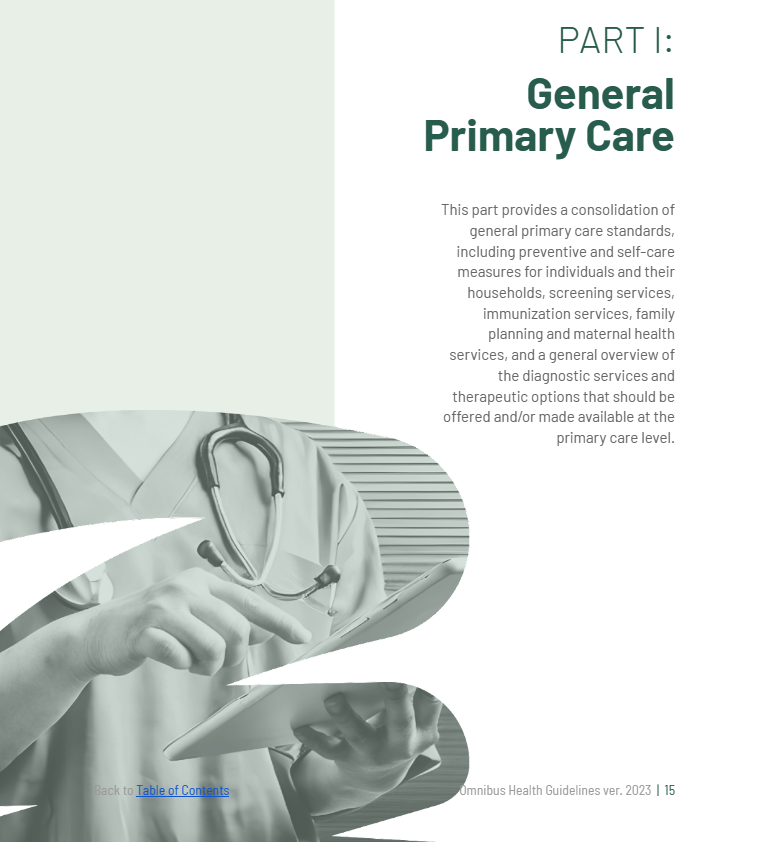 PART I:
General
Primary Care
This part provides a consolidation of
general primary care standards,
including preventive and self-care
measures for individuals and their
households, screening services,
immunization services, family
planning and maternal health
services, and a general overview of
the diagnostic services and
therapeutic options that should be
offered and/or made available at the
primary care level.
Back to Table of Contents
Omnibus Health Guidelines ver. 2023 | 15